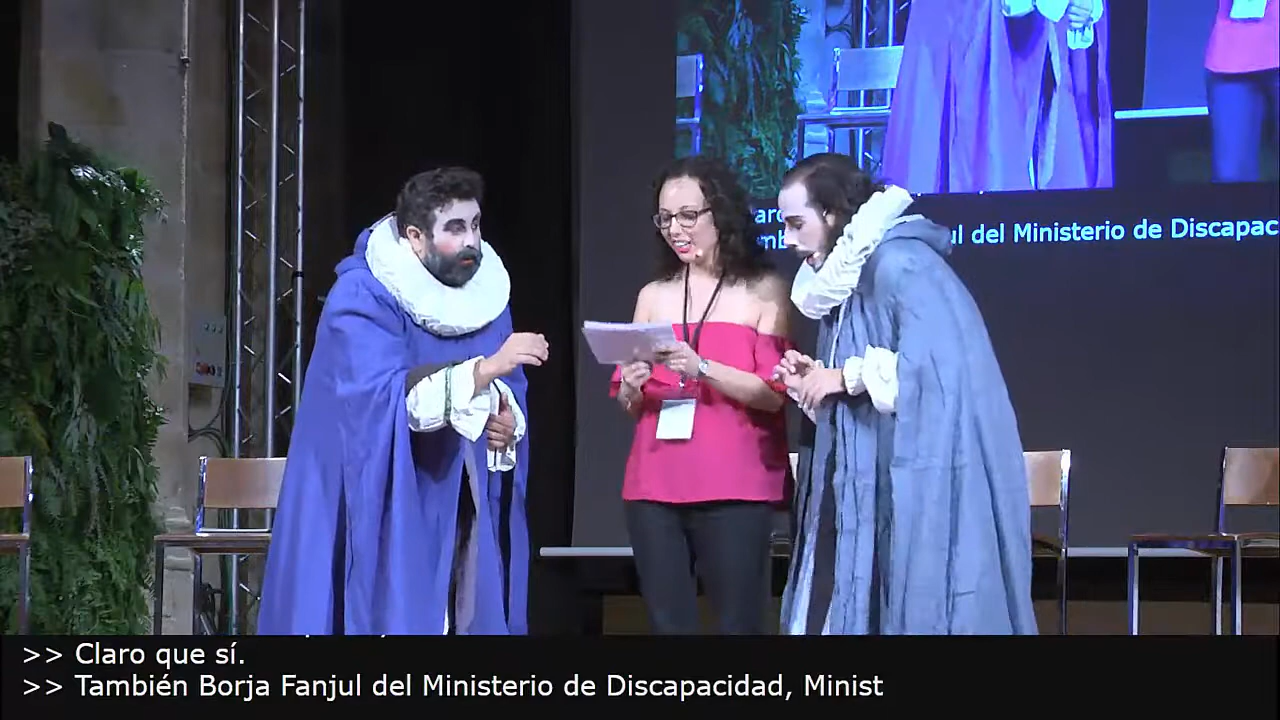 ul del Ministerio de Discapac
>> Claro que sí.
>> También Borja Fanjul del Ministerio de Discapacidad, Minist